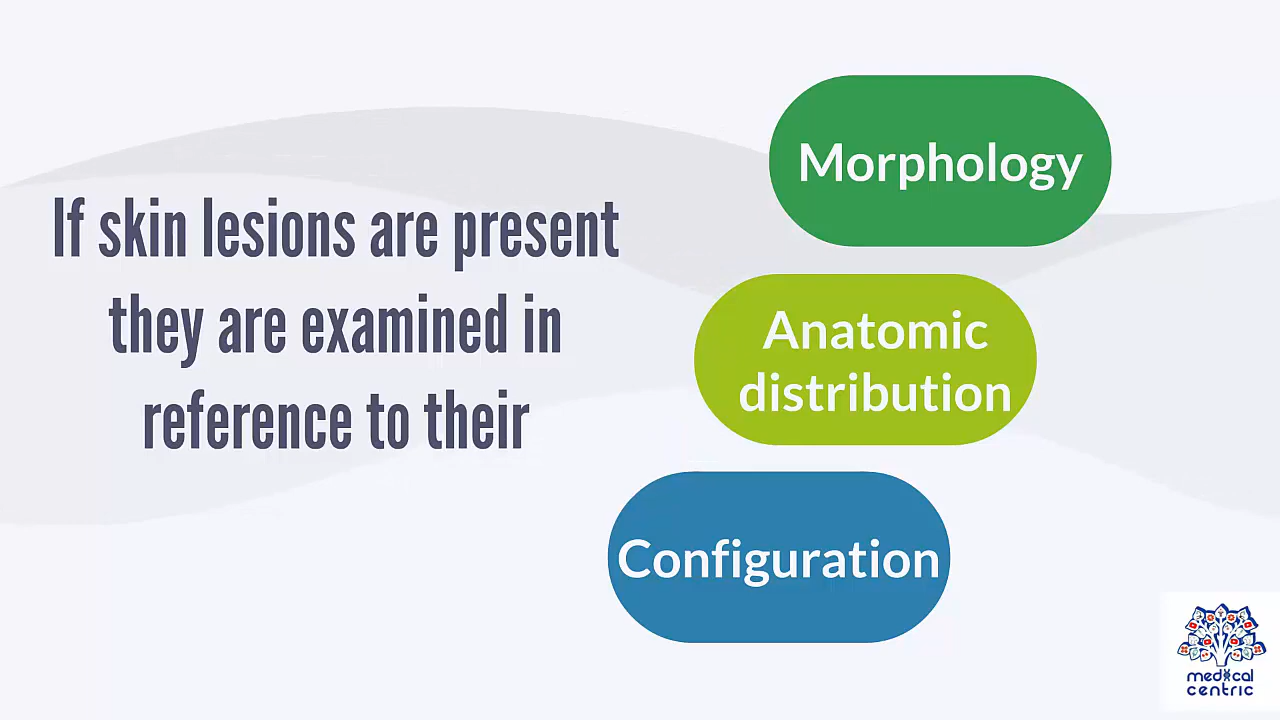 If skin lesions are present
they are examined in
reference to their
Morphology
Anatomic
distribution
Configuration
medical
centric